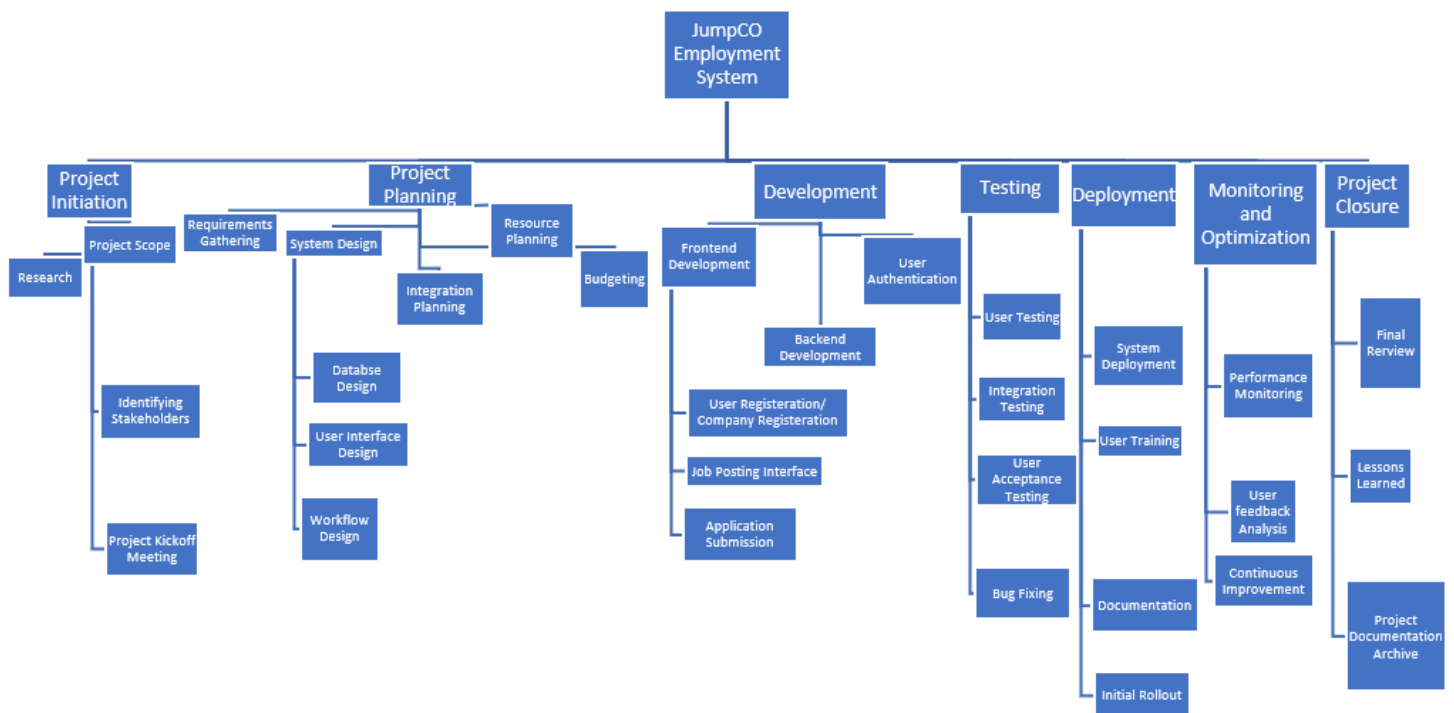 JumpCO
Employment
System
Project
Initiation
Project
Planning
Development
Testing
Deployment
Monitoring
and
Optimization
Project
Closure
Project Scope
Research
Identifying
Stakeholders
Project Kickoff
Meeting
Requirements
Gathering
System Design
Resource
Planning
Budgeting
Integration
Planning
Databse
Design
User Interface
Design
Workflow
Design
Frontend
Development
User
Authentication
Backend
Development
User Registeration/
Company Registeration
Job Posting Interface
Application
Submission
User Testing
Integration
Testing
User
Acceptance
Testing
Bug Fixing
System
Deployment
User Training
Documentation
Initial Rollout
Performance
Monitoring
User
feedback
Analysis
Continuous
Improvement
Final
Rerview
Lessons
Learned
Project
Documentation
Archive